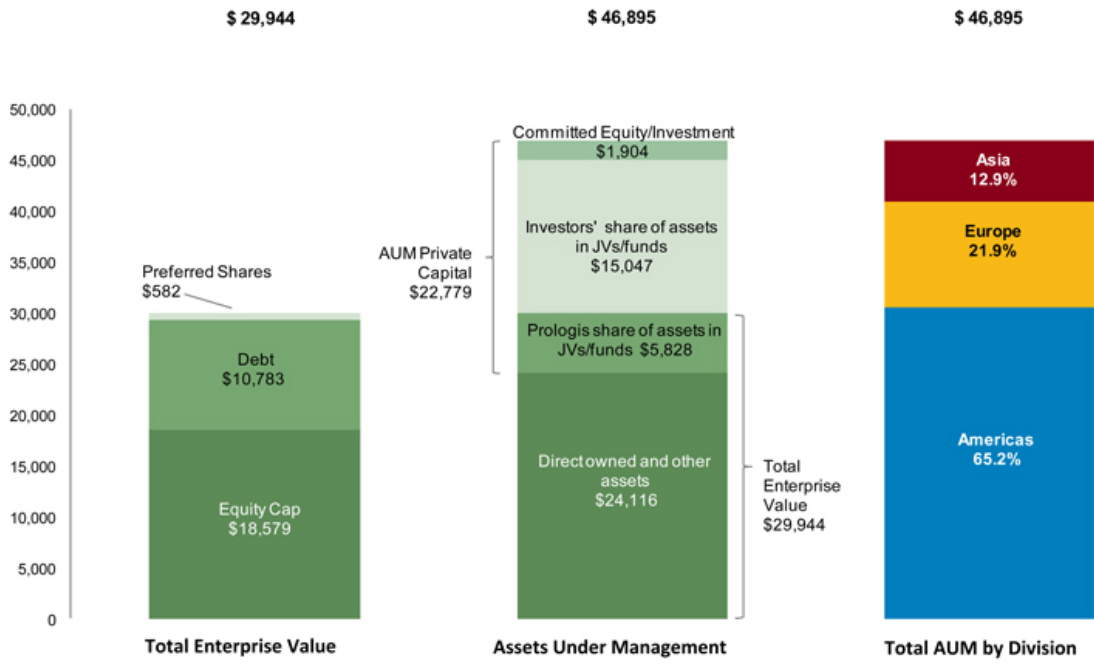 $ 29,944
$ 46,895
$ 46,895
50,000
45,000
40,000
35,000
30,000
25,000
20,000
15,000
10,000
5,000
0
Preferred Shares
$582
Debt
$10,783
Equity Cap
$18,579
Total Enterprise Value
AUM Private
Capital
$22,779
Committed Equity/Investment
$1,904
Investors' share of assets
in JVs/funds
$15,047
Prologis share of assets in
JVs/funds $5,828
Direct owned and other
assets
$24,116
Total
Enterprise
Value
$29,944
Assets Under Management
Asia
12.9%
Europe
21.9%
Americas
65.2%
Total AUM by Division